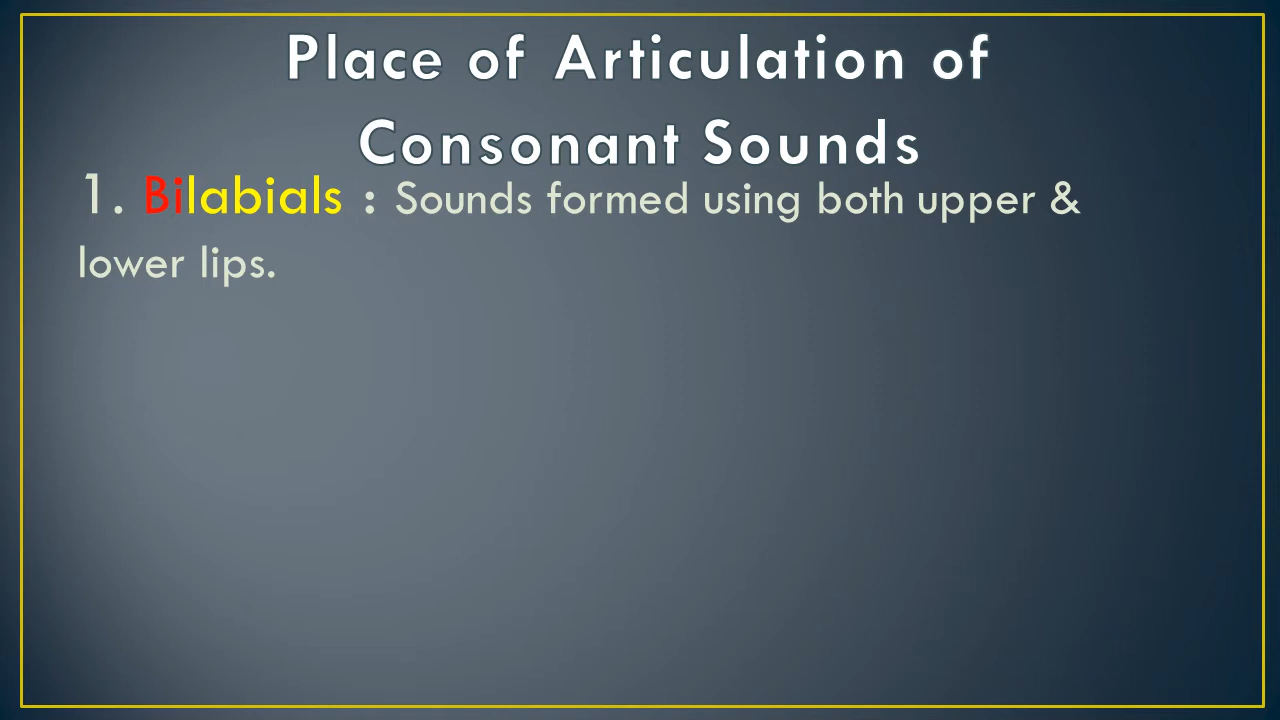 Place of Articulation of
Consonant Sounds
1. Bilabials : Sounds formed using both upper &
lower lips.